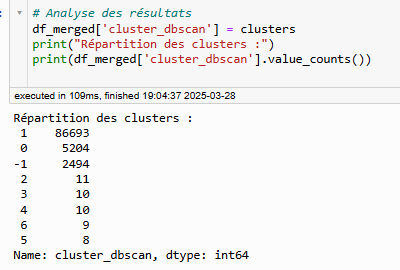 # Analyse des résultats
df_merged['cluster_dbscan'] = clusters
print("Répartition des clusters :")
print(df_merged['cluster_dbscan'].value_counts())
executed in 109ms, finished 19:04:37 2025-03-28
Répartition des clusters :
 1    86693
 0     5204
-1     2494
 2       11
 3       10
 4       10
 6        9
 5        8
Name: cluster_dbscan, dtype: int64